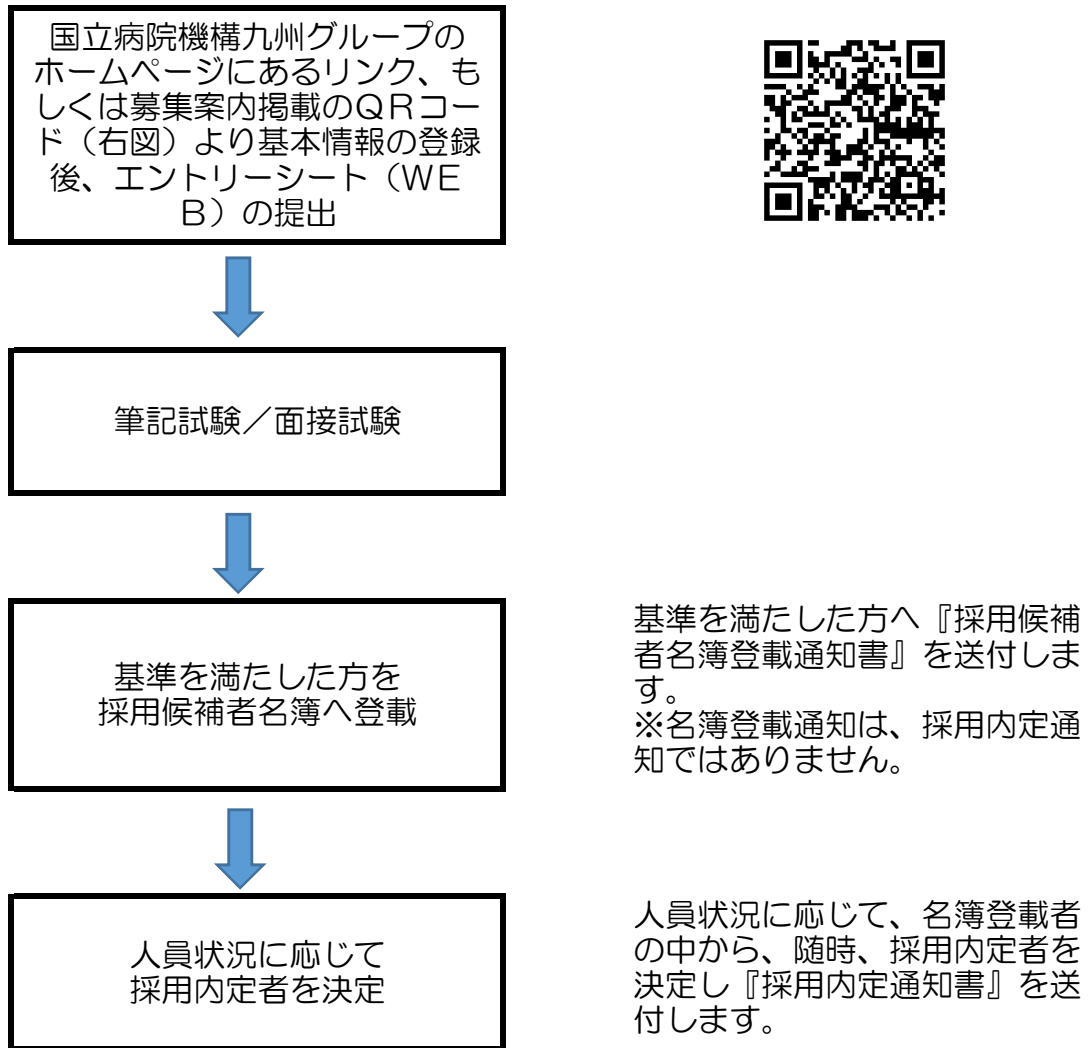 国立病院機構九州グループの
ホームページにあるリンク、も
しくは募集案内掲載のＱＲコー
ド（右図）より基本情報の登録
後、エントリーシート（ＷＥ
Ｂ）の提出
筆記試験／面接試験
基準を満たした方を
採用候補者名簿へ登載
基準を満たした方へ『採用候補
者名簿登載通知書』を送付しま
す。
※名簿登載通知は、採用内定通
知ではありません。
人員状況に応じて
採用内定者を決定
人員状況に応じて、名簿登載者
の中から、随時、採用内定者を
決定し『採用内定通知書』を送
付します。